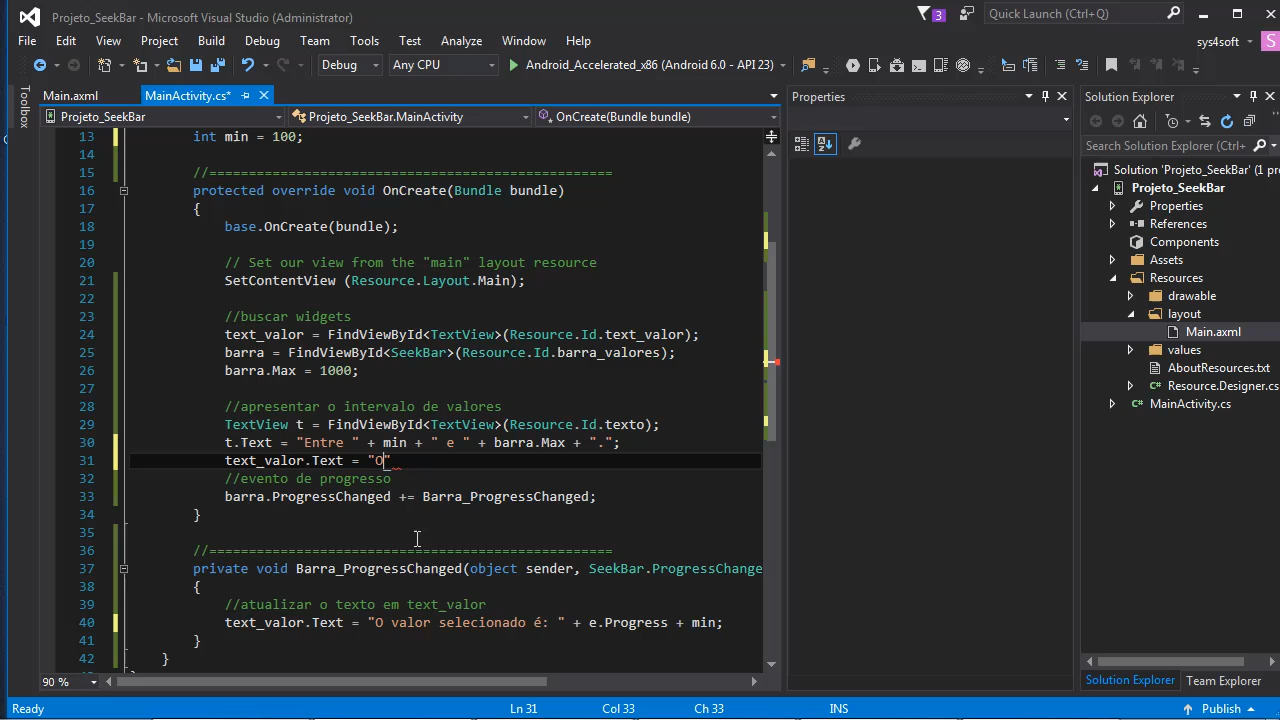 Projeto_SeekBar - Microsoft Visual Studio (Administrator)
3
Quick Launch (Ctrl+Q)
File Edit View Project Build Debug Team Tools Test Analyze Window Help
sys4soft S
Debug Any CPU Android_Accelerated_x86 (Android 6.0 - API 23)
Toolbox
Main.axml MainActivity.cs*
Projeto_SeekBar Projeto_SeekBar.MainActivity OnCreate(Bundle bundle)
13 int min = 100;
14
15 //===================================================
16 protected override void OnCreate(Bundle bundle)
17 {
18 base.OnCreate(bundle);
19
20 // Set our view from the "main" layout resource
21 SetContentView (Resource.Layout.Main);
22
23 //buscar widgets
24 text_valor = FindViewById<TextView>(Resource.Id.text_valor);
25 barra = FindViewById<SeekBar>(Resource.Id.barra_valores);
26 barra.Max = 1000;
27
28 //apresentar o intervalo de valores
29 TextView t = FindViewById<TextView>(Resource.Id.texto);
30 t.Text = "Entre " + min + " e " + barra.Max + ".";
31 text_valor.Text = "O"
32 //evento de progresso
33 barra.ProgressChanged += Barra_ProgressChanged;
34 }
35
36 //===================================================
37 private void Barra_ProgressChanged(object sender, SeekBar.ProgressChange
38 {
39 //atualizar o texto em text_valor
40 text_valor.Text = "O valor selecionado é: " + e.Progress + min;
41 }
42 }
90 %
Properties
Solution Explorer
Search Solution Explorer (Ctrl+
Solution 'Projeto_SeekBar' (1 pr
Projeto_SeekBar
Properties
References
Components
Assets
Resources
drawable
layout
Main.axml
values
AboutResources.txt
Resource.Designer.cs
MainActivity.cs
Solution Explorer Team Explorer
Ready Ln 31 Col 33 Ch 33 INS Publish